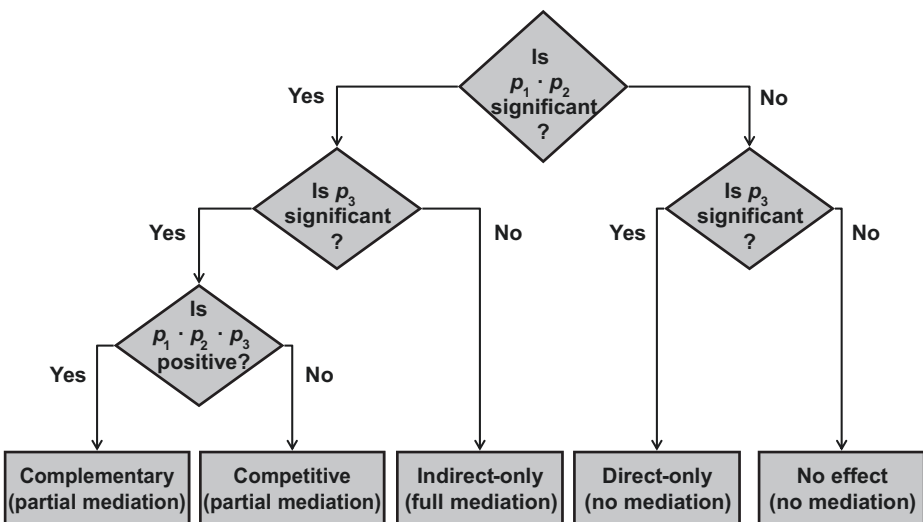 Is
p₁ · p₂
significant
?
Yes
No
Is p₃
significant
?
Is p₃
significant
?
Yes
No
Yes
No
Is
p₁ · p₂ · p₃
positive?
Yes
No
Complementary
(partial mediation)
Competitive
(partial mediation)
Indirect-only
(full mediation)
Direct-only
(no mediation)
No effect
(no mediation)